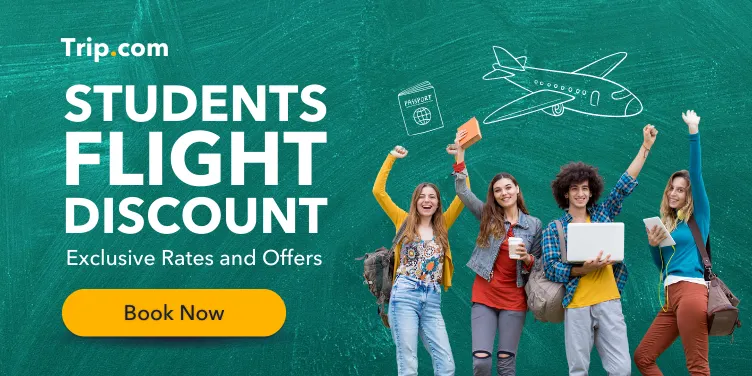 Trip.com
STUDENTS
FLIGHT
DISCOUNT
Exclusive Rates and Offers
Book Now
PASSPORT